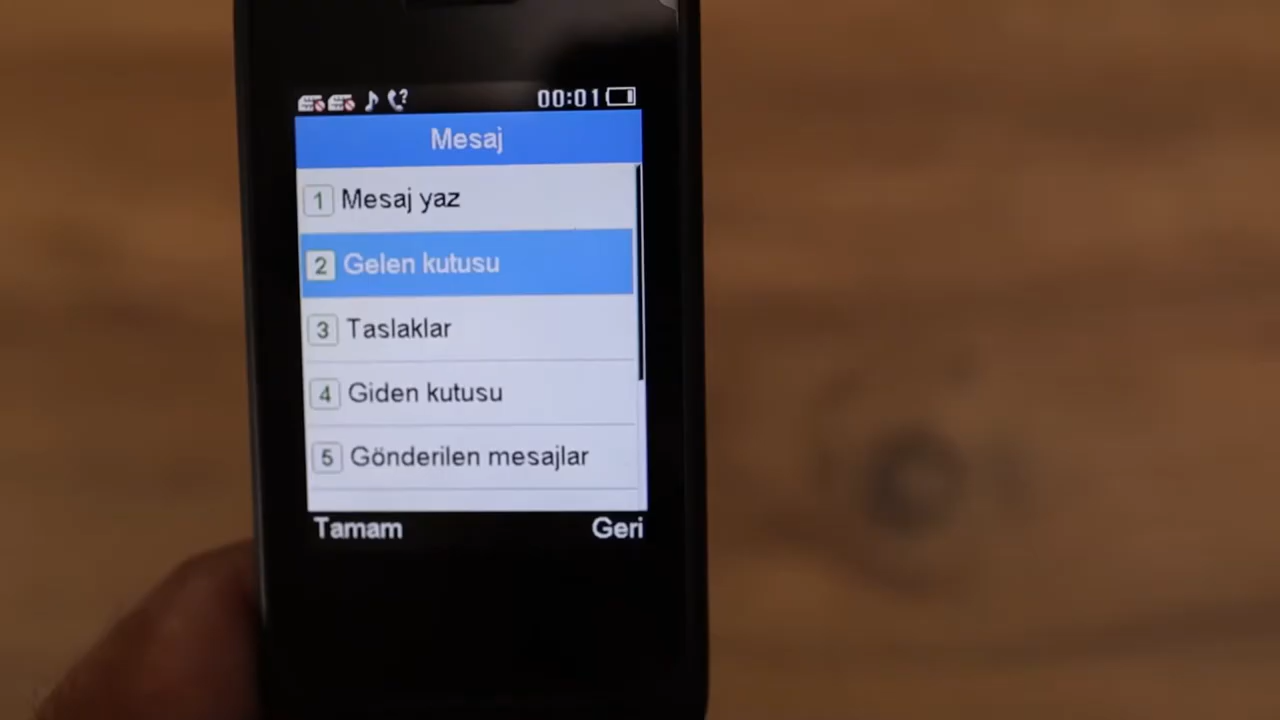 00:01
Mesaj
1 Mesaj yaz
2 Gelen kutusu
3 Taslaklar
4 Giden kutusu
5 Gönderilen mesajlar
Tamam Geri